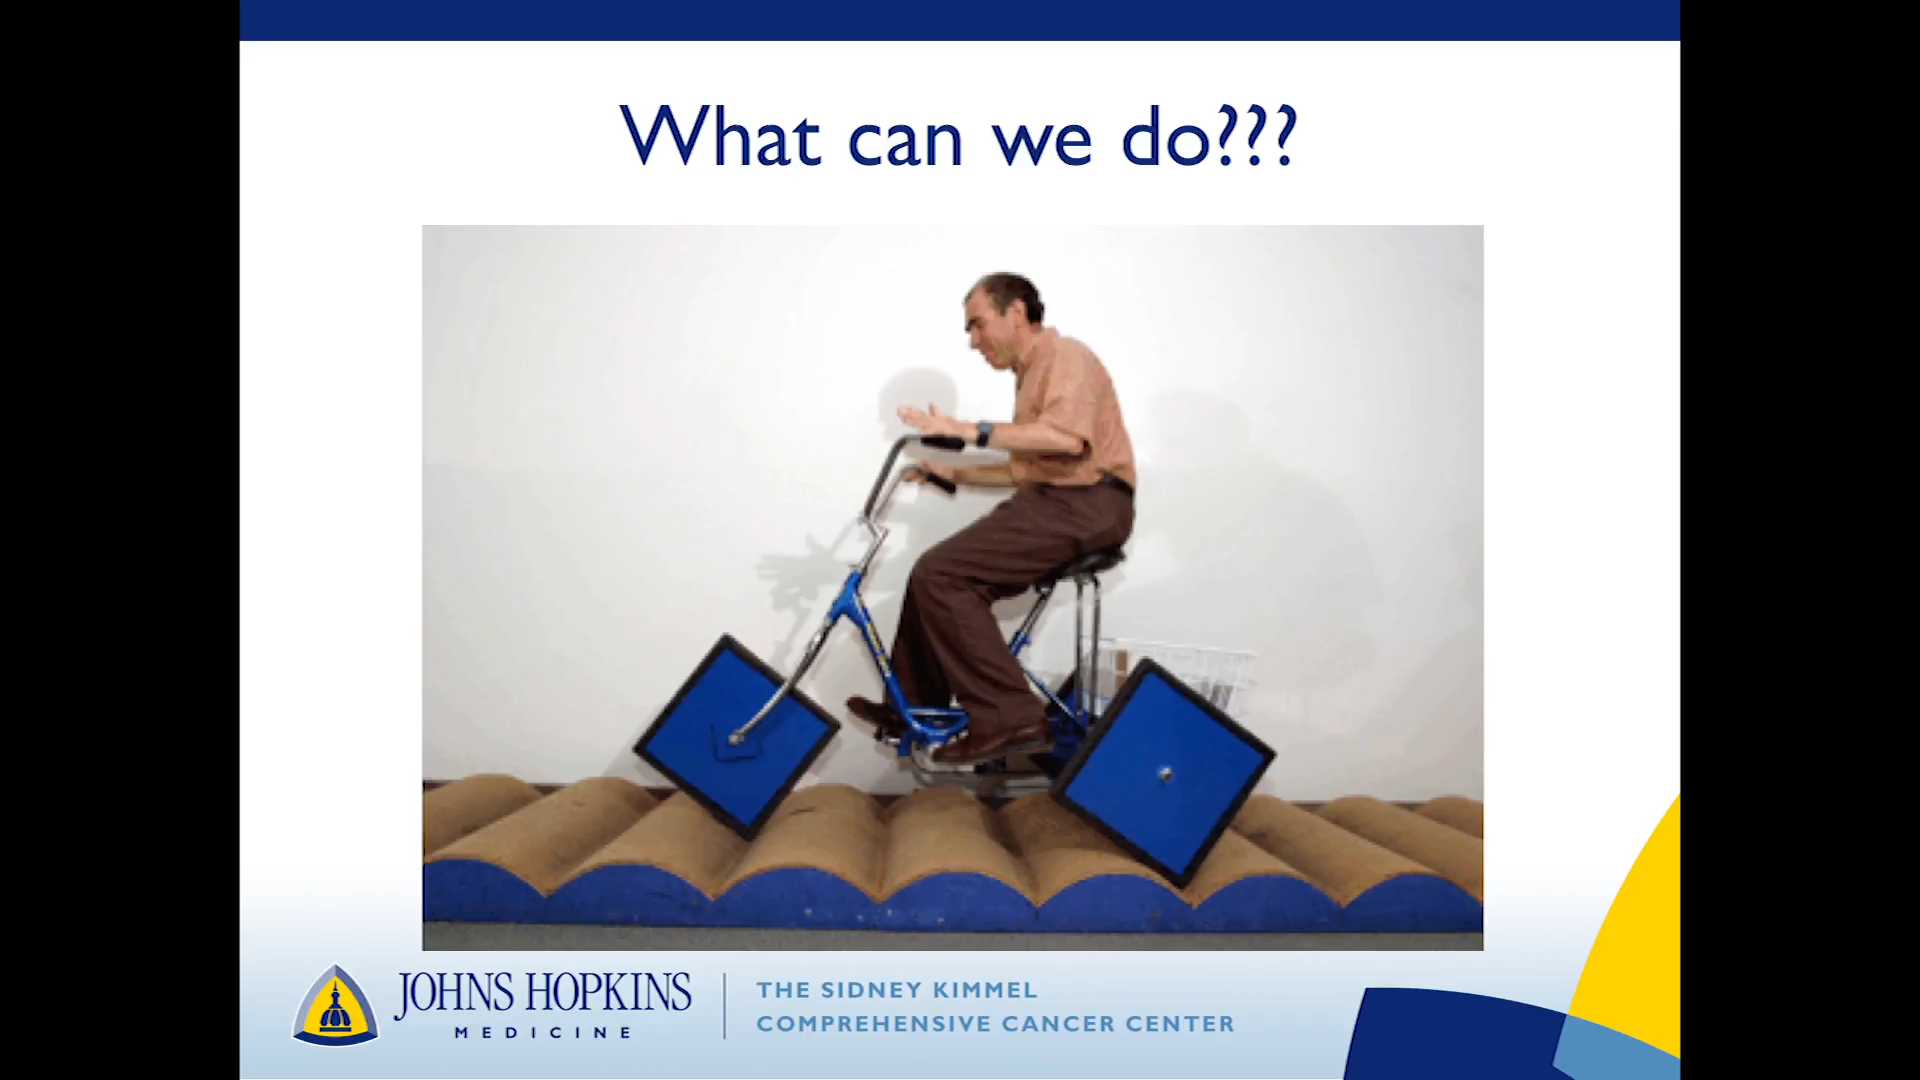 What can we do???
JOHNS HOPKINS
MEDICINE
THE SIDNEY KIMMEL
COMPREHENSIVE CANCER CENTER